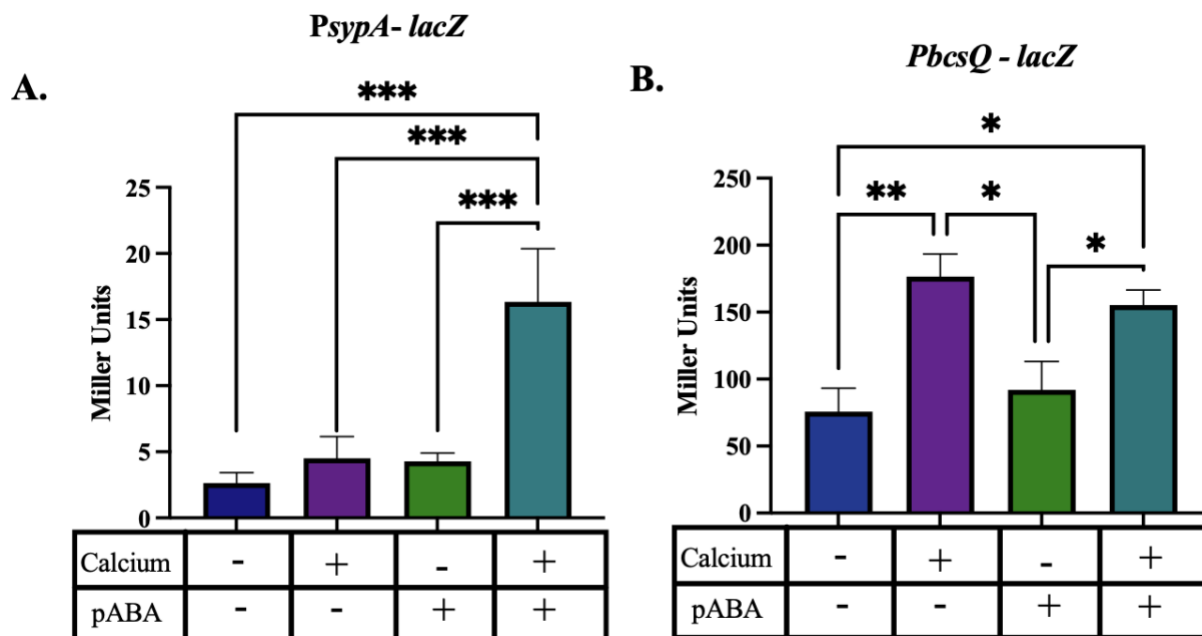 PsypA- lacZ
A.
***
***
***
Miller Units
25
20
15
10
5
0
Calcium - + - +
pABA - - + +
PbcsQ - lacZ
B.
*
** *
*
Miller Units
250
200
150
100
50
0
Calcium - + - +
pABA - - + +